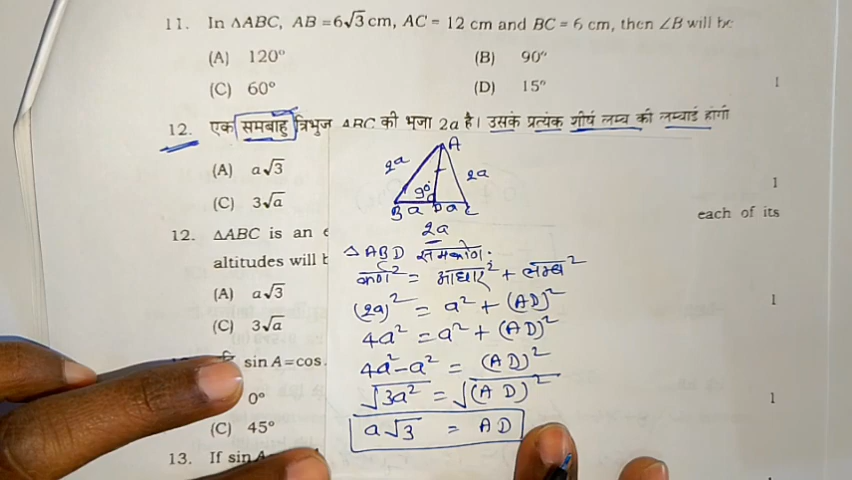 11. In ΔABC, AB = 6√3 cm, AC = 12 cm and BC = 6 cm, then ∠B will be
(A) 120° (B) 90°
(C) 60° (D) 15°
1
12. एक समबाहु त्रिभुज ABC की भुजा 2a है। उसके प्रत्येक शीर्ष लम्ब की लम्बाई होगी
(A) a√3
(C) 3√a
1
A
2a 2a
90°
B a D a C
2a
each of its
12. ΔABC is an
altitudes will
(A) a√3
(C) 3√a
1
Δ ABD समकोण.
कर्ण² = आधार² + लम्ब²
(2a)² = a² + (AD)²
4a² = a² + (AD)²
4a² - a² = (AD)²
√3a² = √(AD)²
a√3 = AD
sin A = cos
0°
1
(C) 45°
13. If sin